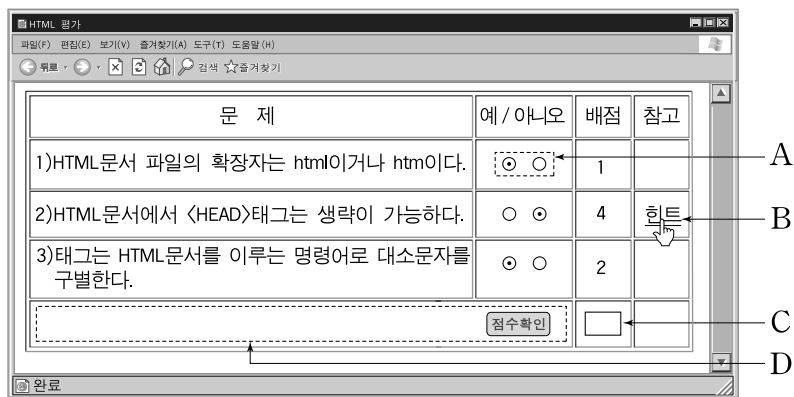 HTML 평가
파일(F) 편집(E) 보기(V) 즐겨찾기(A) 도구(T) 도움말(H)
뒤로 검색 즐겨찾기
문 제 예/아니오 배점 참고
1)HTML문서 파일의 확장자는 html이거나 htm이다. 1 A
2)HTML문서에서 〈HEAD〉태그는 생략이 가능하다. 4 힌트 B
3)태그는 HTML문서를 이루는 명령어로 대소문자를 2
구별한다.
점수확인 C
D
완료